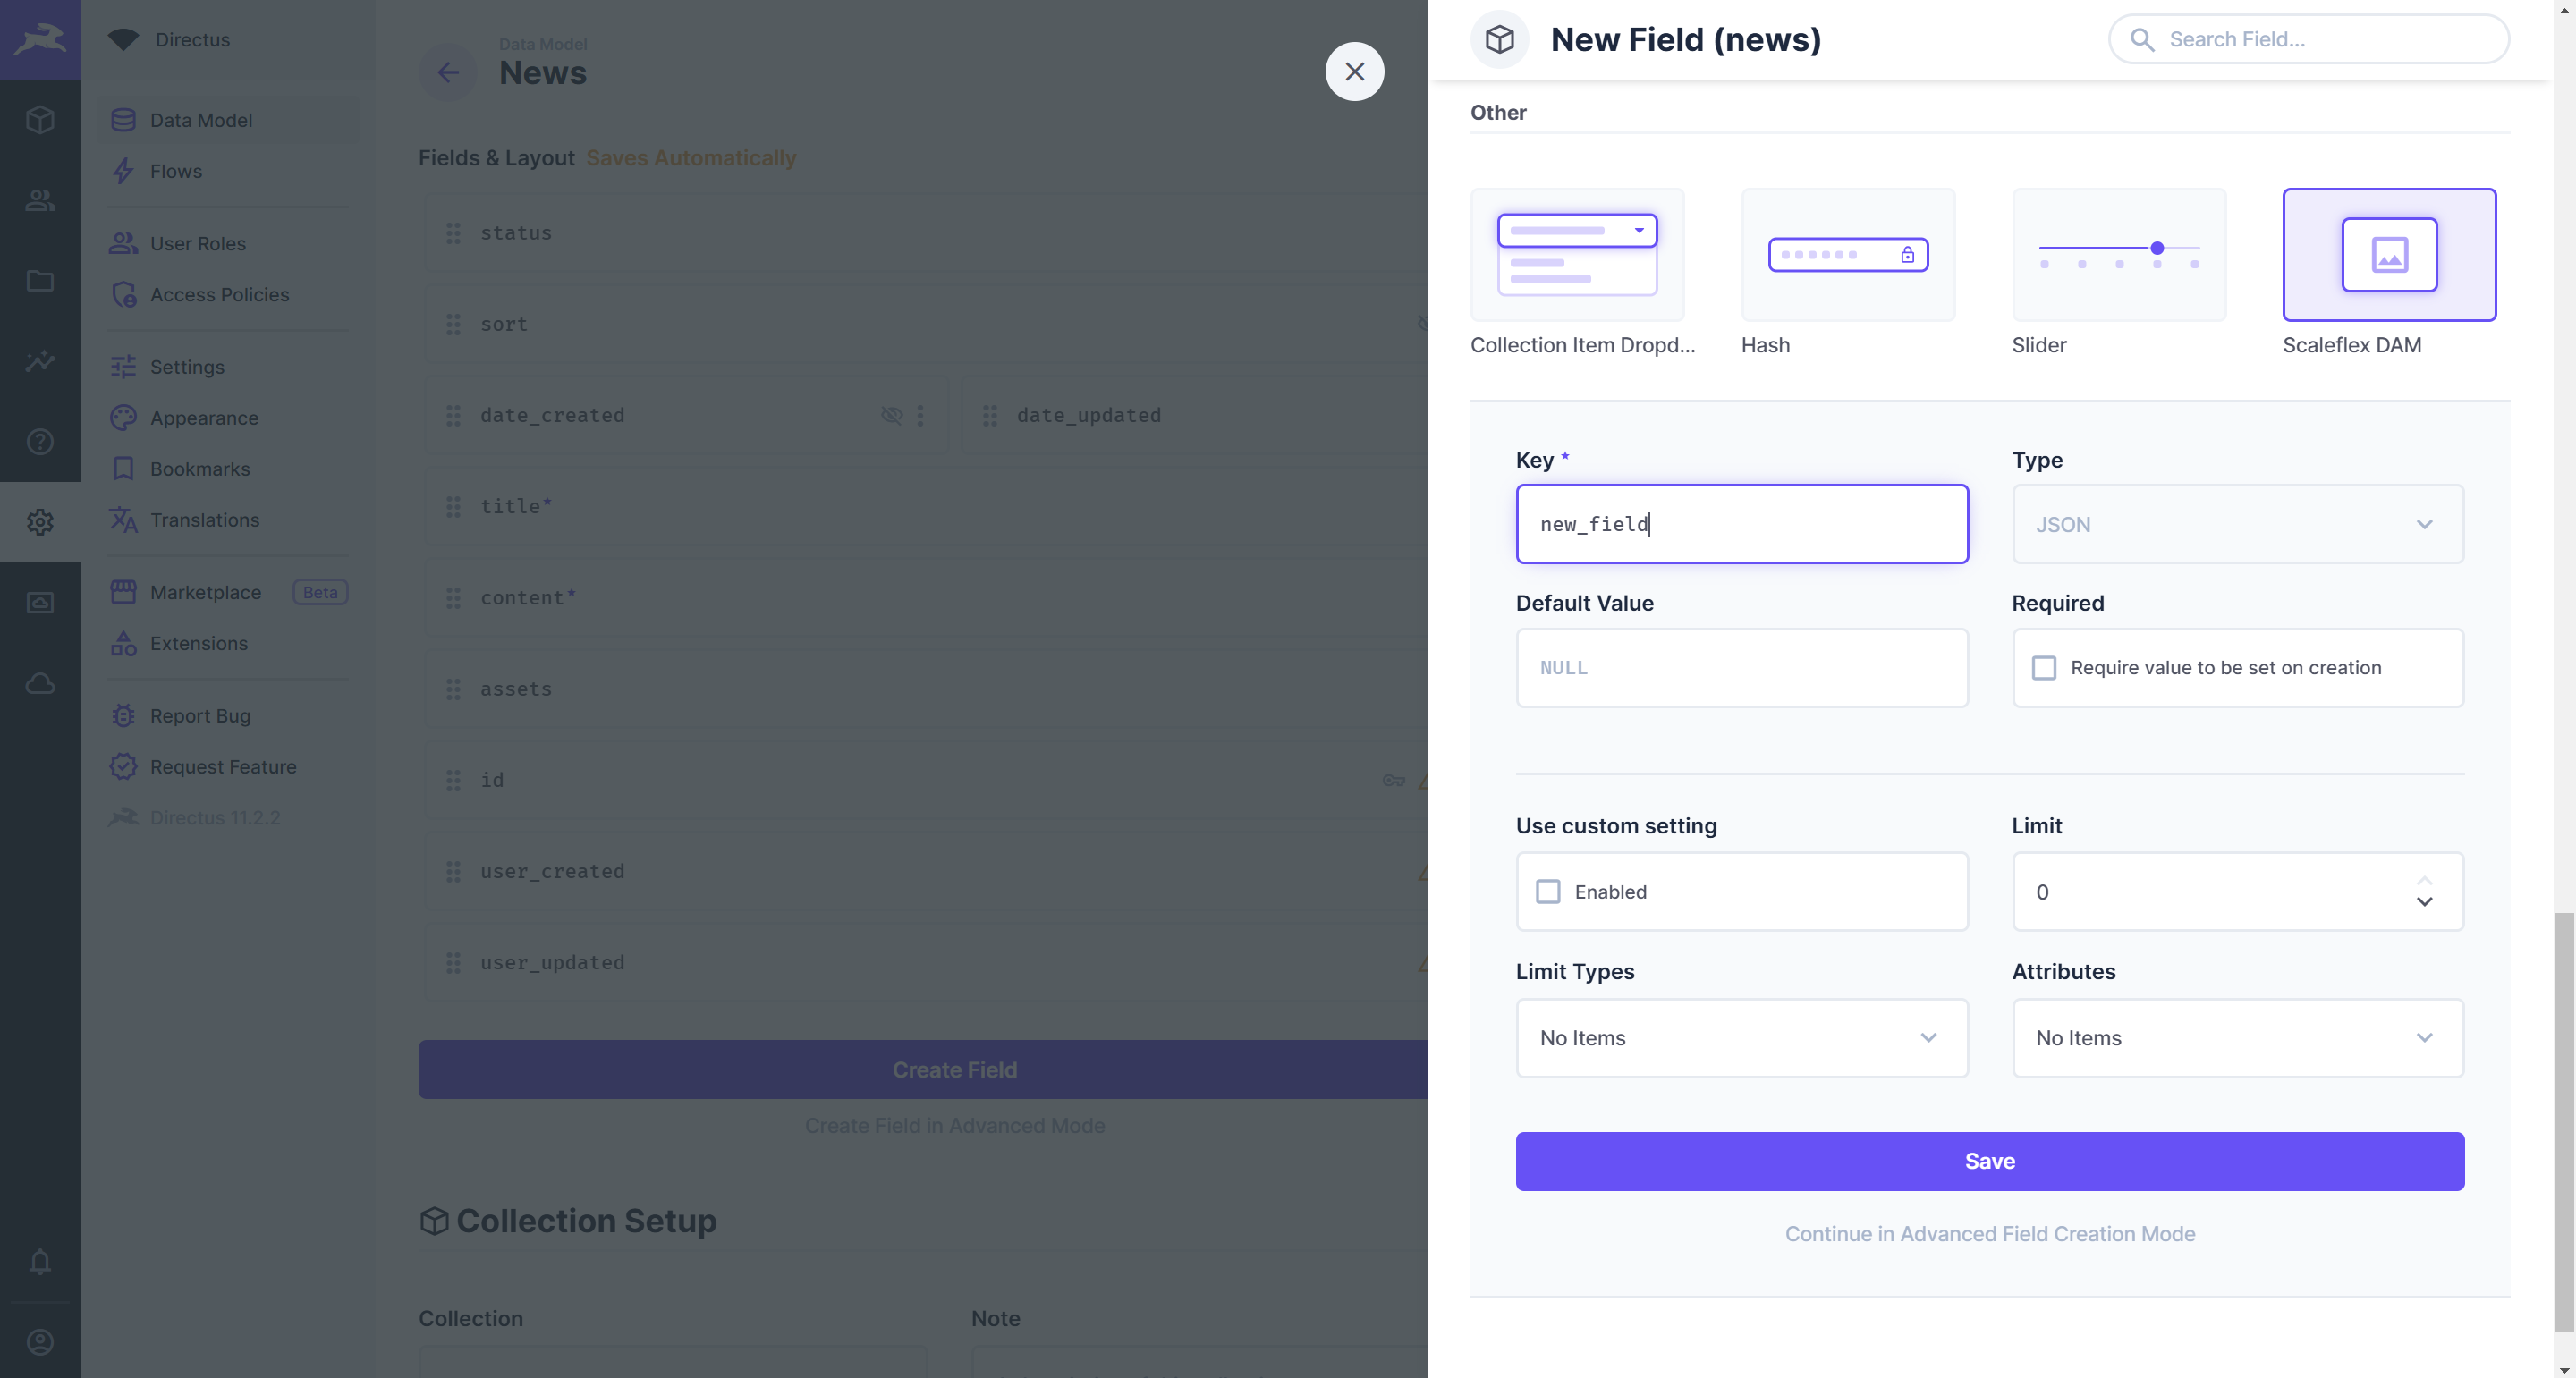 Directus
Data Model
Flows
User Roles
Access Policies
Settings
Appearance
Bookmarks
Translations
Marketplace Beta
Extensions
Report Bug
Request Feature
Directus 11.2.2
Data Model
News
Fields & Layout Saves Automatically
status
sort
date_created date_updated
title*
content*
assets
id
user_created
user_updated
Create Field
Create Field in Advanced Mode
Collection Setup
Collection Note
New Field (news)
Search Field...
Other
Collection Item Dropd... Hash Slider Scaleflex DAM
Key * Type
new_field JSON
Default Value Required
NULL Require value to be set on creation
Use custom setting Limit
Enabled 0
Limit Types Attributes
No Items No Items
Save
Continue in Advanced Field Creation Mode